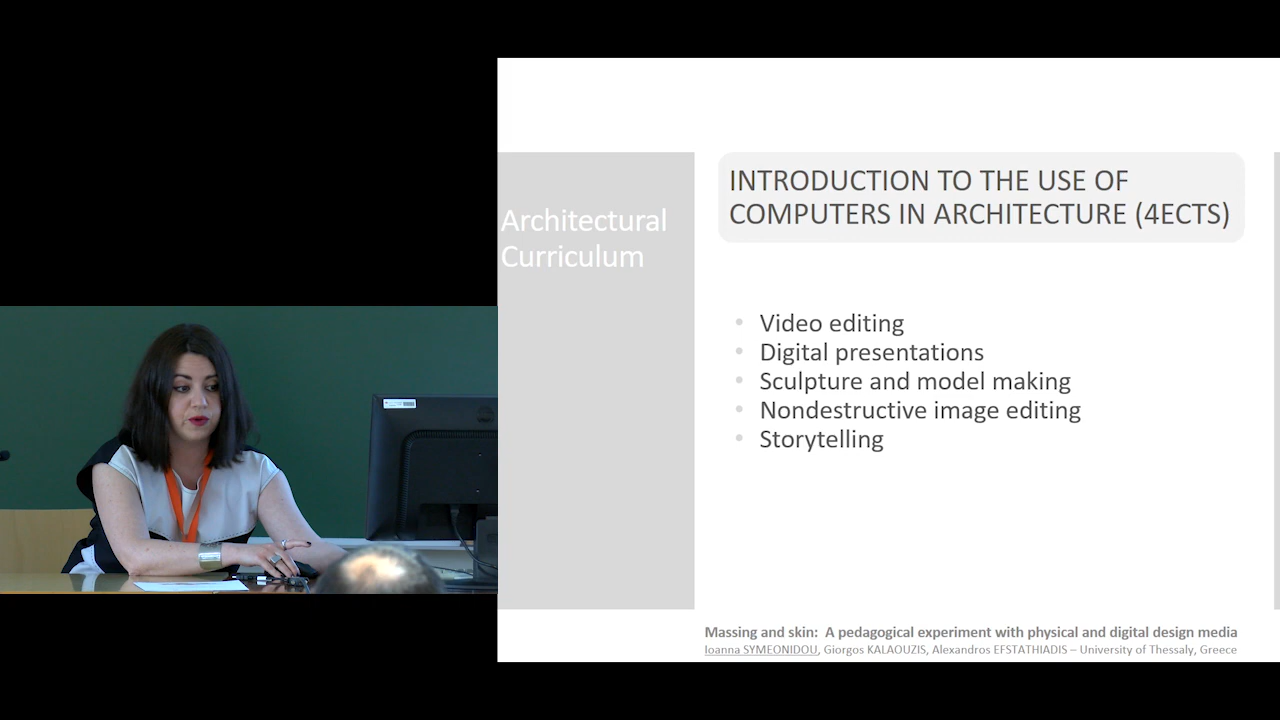 Architectural
Curriculum
INTRODUCTION TO THE USE OF
COMPUTERS IN ARCHITECTURE (4ECTS)
• Video editing
• Digital presentations
• Sculpture and model making
• Nondestructive image editing
• Storytelling
Massing and skin: A pedagogical experiment with physical and digital design media
Ioanna SYMEONIDOU, Giorgos KALAOUZIS, Alexandros EFSTATHIADIS – University of Thessaly, Greece